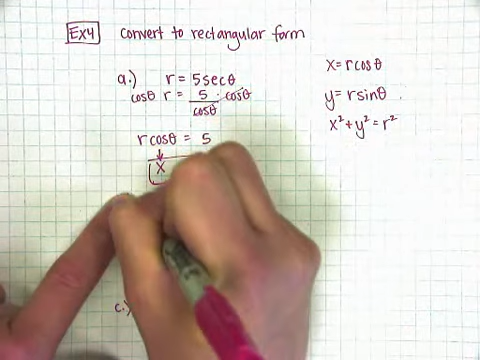 Ex4 convert to rectangular form
a.) r = 5secθ
cosθ r = 5/cosθ · cosθ
rcosθ = 5
x
c.)
x = rcosθ
y = rsinθ
x² + y² = r²